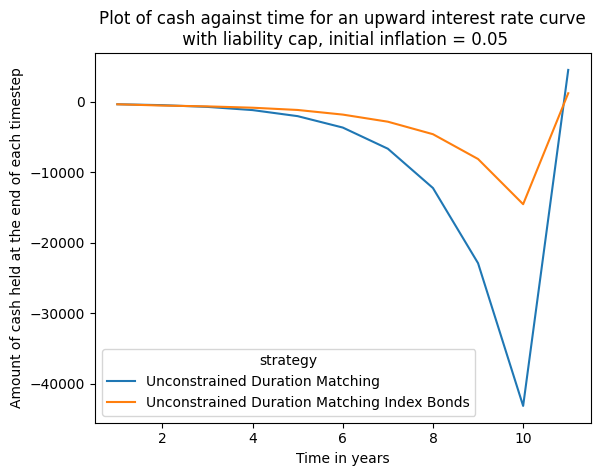 Plot of cash against time for an upward interest rate curve
with liability cap, initial inflation = 0.05
Amount of cash held at the end of each timestep
0
−10000
−20000
−30000
−40000
strategy
Unconstrained Duration Matching
Unconstrained Duration Matching Index Bonds
2
4
6
8
10
Time in years